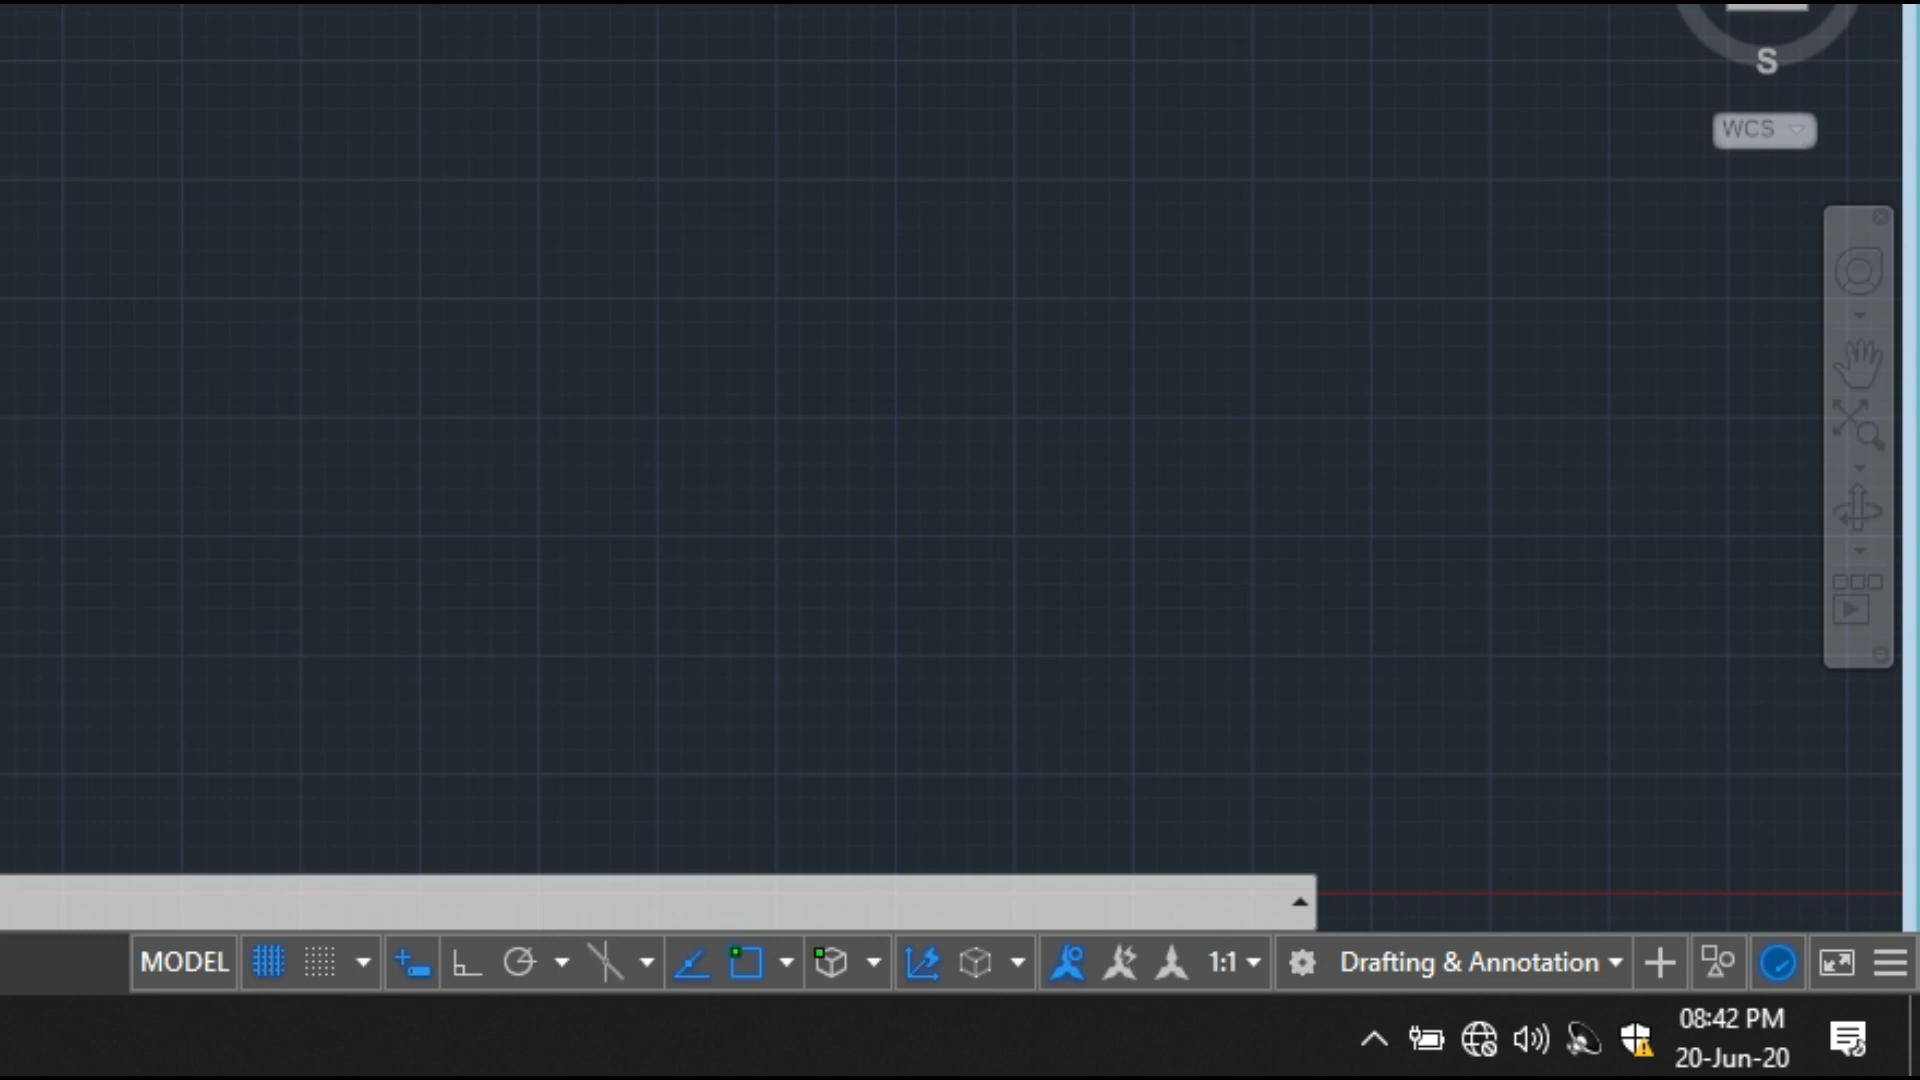 S
WCS
MODEL
1:1
Drafting & Annotation
08:42 PM
20-Jun-20